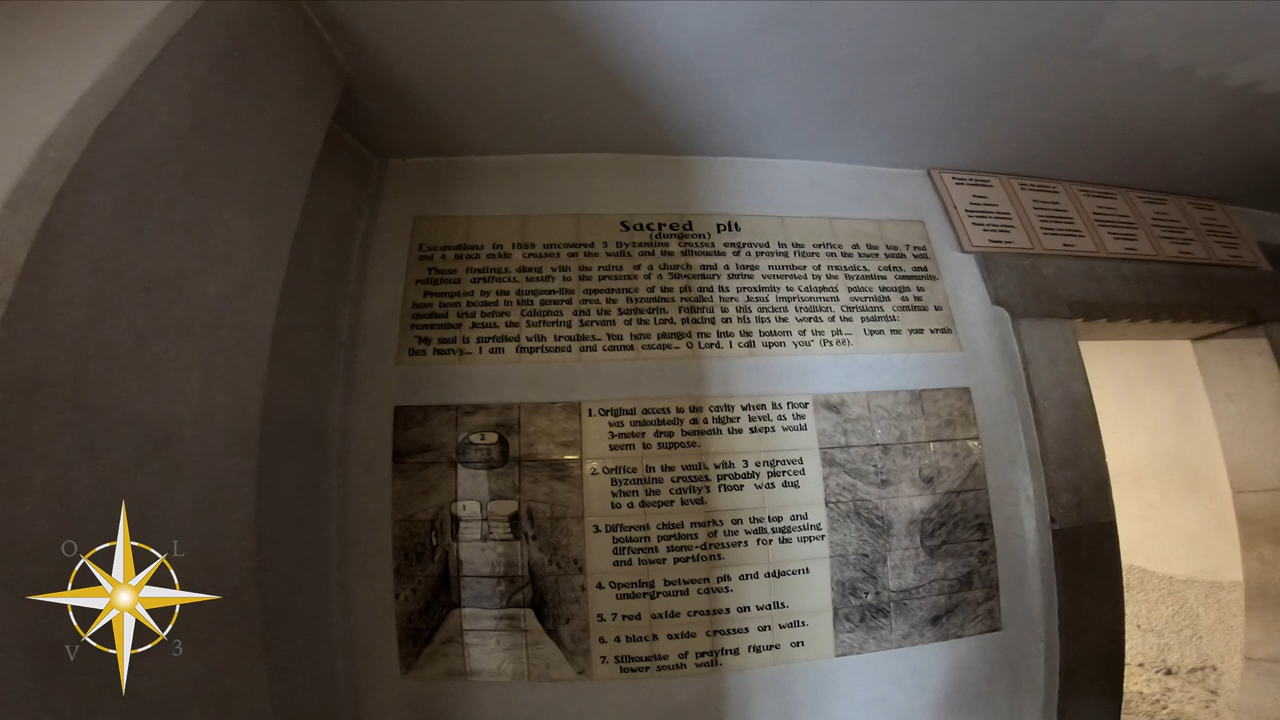 Sacred pit
(dungeon)
Excavations in 1889 uncovered 3 Byzantine crosses engraved in the orifice at the top, 7 red
and 4 black oxide crosses on the walls, and the silhouette of a praying figure on the lower south wall.
These findings, along with the ruins of a church and a large number of mosaics, coins, and
religious artifacts, testify to the presence of a 5th-century shrine venerated by the Byzantine community.
Prompted by the dungeon-like appearance of the pit and its proximity to Caiaphas' palace thought to
have been located in this general area, the Byzantines recalled here Jesus' imprisonment overnight as he
awaited trial before Caiaphas and the Sanhedrin. Faithful to this ancient tradition, Christians continue to
remember Jesus, the Suffering Servant of the Lord, placing on his lips the words of the psalmist:
"My soul is surfeited with troubles... You have plunged me into the bottom of the pit... Upon me your wrath
lies heavy... I am imprisoned and cannot escape... O Lord, I call upon you" (Ps 88).
Place of prayer
and meditation
1. Original access to the cavity when its floor
was undoubtedly at a higher level, as the
3-meter drop beneath the steps would
seem to suppose.
2. Orifice in the vault, with 3 engraved
Byzantine crosses, probably pierced
when the cavity's floor was dug
to a deeper level.
3. Different chisel marks on the top and
bottom portions of the walls, suggesting
different stone-dressers for the upper
and lower portions.
4. Opening between pit and adjacent
underground caves.
5. 7 red oxide crosses on walls.
6. 4 black oxide crosses on walls.
7. Silhouette of praying figure on
lower south wall.
2
1
7
O L
V 3